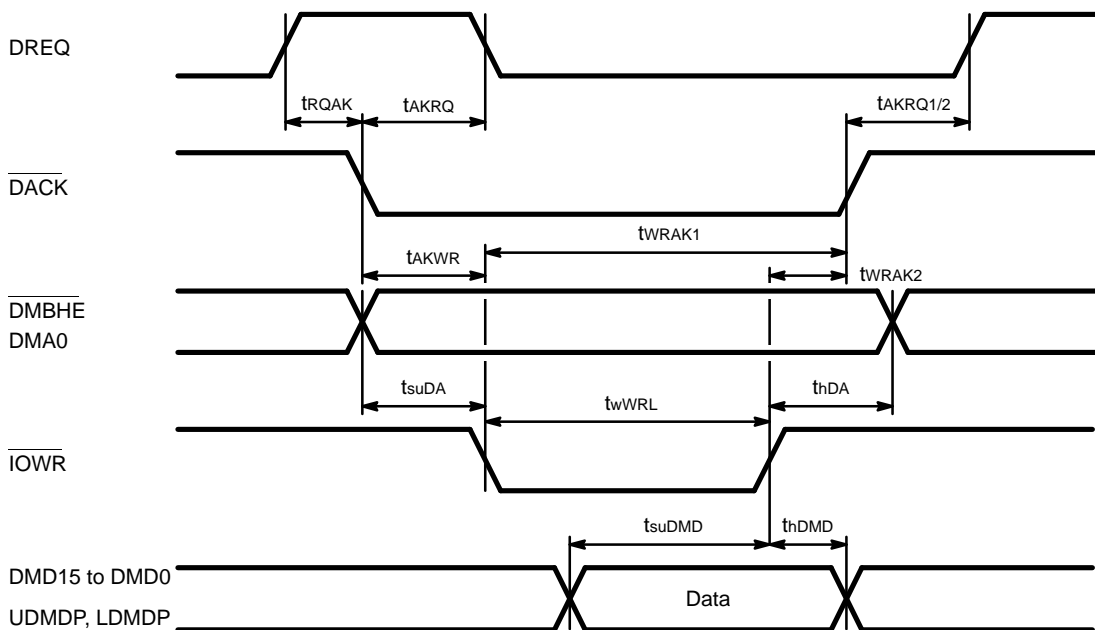 DREQ
tRQAK tAKRQ tAKRQ1/2
DACK
tWRAK1
tAKWR tWRAK2
DMBHE
DMA0
tsuDA twWRL thDA
IOWR
tsuDMD thDMD
DMD15 to DMD0
Data
UDMDP, LDMDP